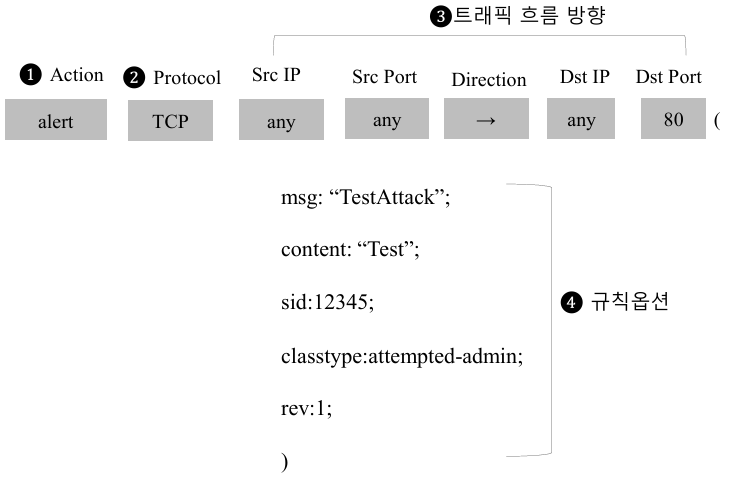 ❸트래픽 흐름 방향
❶ Action ❷ Protocol Src IP Src Port Direction Dst IP Dst Port
alert TCP any any → any 80 (
msg: “TestAttack”;
content: “Test”;
sid:12345;
❹ 규칙옵션
classtype:attempted-admin;
rev:1;
)